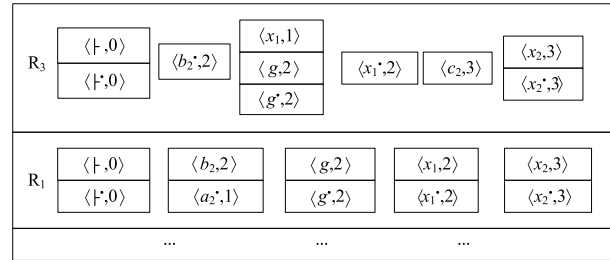 R₃ ⟨⊦,0⟩ ⟨⊦•,0⟩ ⟨b₂•,2⟩ ⟨x₁,1⟩ ⟨g,2⟩ ⟨g•,2⟩ ⟨x₁•,2⟩ ⟨c₂,3⟩ ⟨x₂,3⟩ ⟨x₂•,3⟩
R₁ ⟨⊦,0⟩ ⟨⊦•,0⟩ ⟨b₂,2⟩ ⟨a₂•,1⟩ ⟨g,2⟩ ⟨g•,2⟩ ⟨x₁,2⟩ ⟨x₁•,2⟩ ⟨x₂,3⟩ ⟨x₂•,3⟩
... ... ...